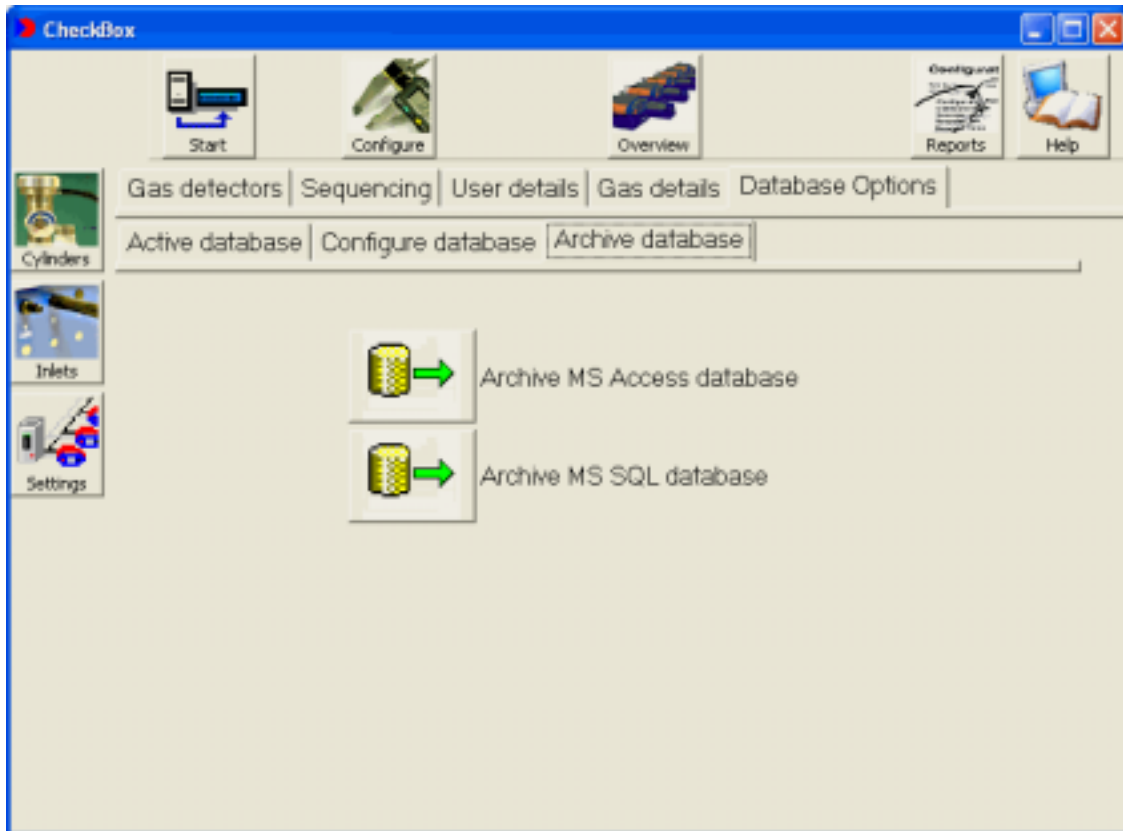 CheckBox
Start
Configure
Overview
Reports
Help
Gas detectors
Sequencing
User details
Gas details
Database Options
Active database
Configure database
Archive database
Cylinders
Inlets
Settings
Archive MS Access database
Archive MS SQL database